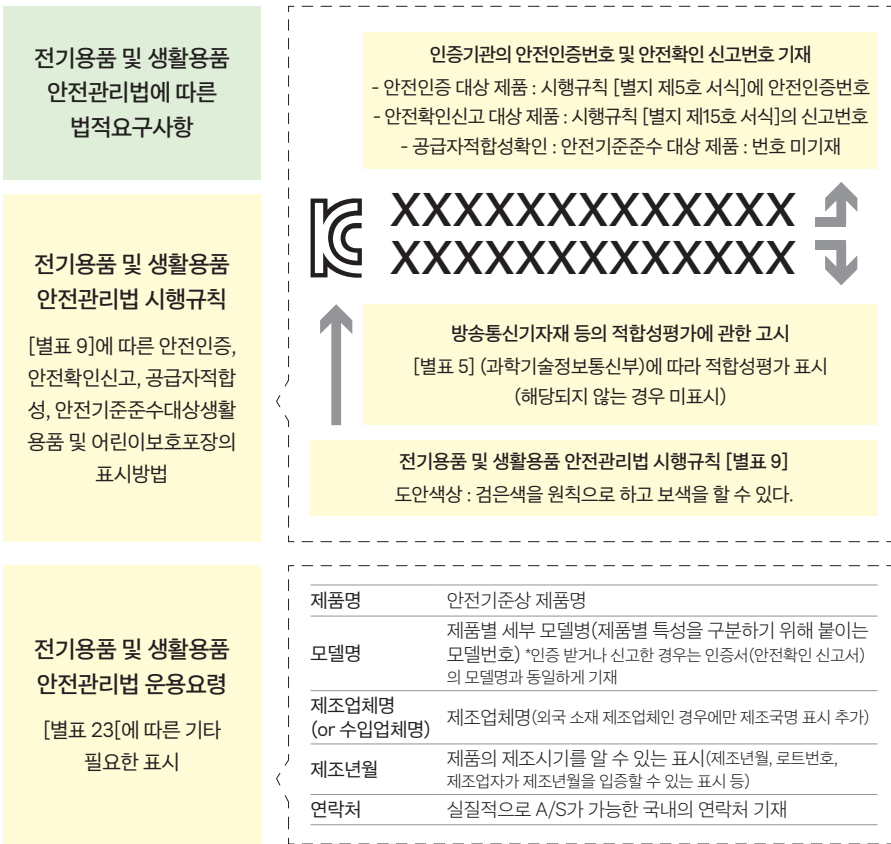 전기용품 및 생활용품
안전관리법에 따른
법적요구사항
인증기관의 안전인증번호 및 안전확인 신고번호 기재
- 안전인증 대상 제품 : 시행규칙 [별지 제5호 서식]에 안전인증번호
- 안전확인신고 대상 제품 : 시행규칙 [별지 제15호 서식]의 신고번호
- 공급자적합성확인 : 안전기준준수 대상 제품 : 번호 미기재
전기용품 및 생활용품
안전관리법 시행규칙
[별표 9]에 따른 안전인증,
안전확인신고, 공급자적합
성, 안전기준준수대상생활
용품 및 어린이보호포장의
표시방법
KC
XXXXXXXXXXXXX
XXXXXXXXXXXXX
방송통신기자재 등의 적합성평가에 관한 고시
[별표 5] (과학기술정보통신부)에 따라 적합성평가 표시
(해당되지 않는 경우 미표시)
전기용품 및 생활용품 안전관리법 시행규칙 [별표 9]
도안색상 : 검은색을 원칙으로 하고 보색을 할 수 있다.
전기용품 및 생활용품
안전관리법 운용요령
[별표 23[에 따른 기타
필요한 표시
제품명 안전기준상 제품명
모델명 제품별 세부 모델명(제품별 특성을 구분하기 위해 붙이는
모델번호) *인증 받거나 신고한 경우는 인증서(안전확인 신고서)
의 모델명과 동일하게 기재
제조업체명
(or 수입업체명) 제조업체명(외국 소재 제조업체인 경우에만 제조국명 표시 추가)
제조년월 제품의 제조시기를 알 수 있는 표시(제조년월, 로트번호,
제조업자가 제조년월을 입증할 수 있는 표시 등)
연락처 실질적으로 A/S가 가능한 국내의 연락처 기재